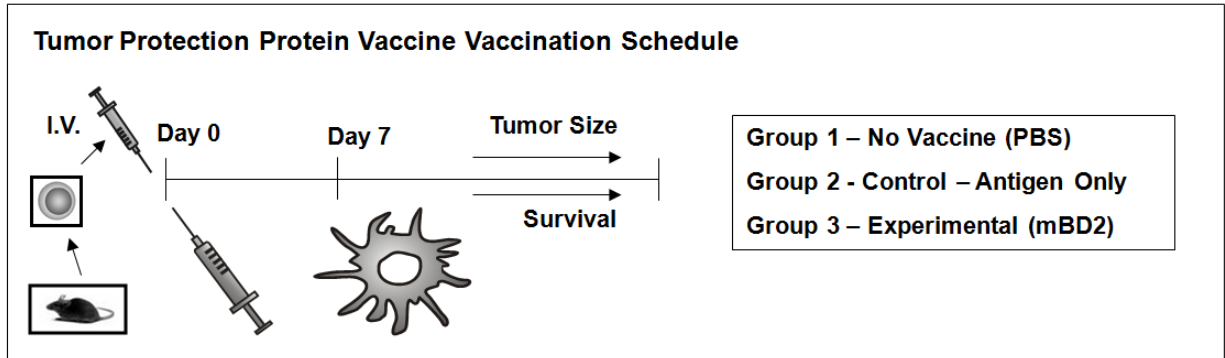 Tumor Protection Protein Vaccine Vaccination Schedule
I.V.
Day 0
Day 7
Tumor Size
Survival
Group 1 – No Vaccine (PBS)
Group 2 - Control – Antigen Only
Group 3 – Experimental (mBD2)